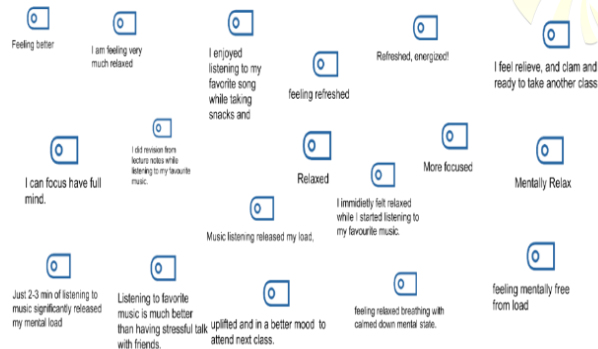 Feeling better
I am feeling very
much relaxed
I enjoyed
listening to my
favorite song
while taking
snacks and
feeling refreshed
Refreshed, energized!
I feel relieve, and clam and
ready to take another class
I can focus have full
mind.
I did revision from
lecture notes while
listening to my favourite
music.
Relaxed
I immidietly felt relaxed
while I started listening to
my favourite music.
More focused
Mentally Relax
Music listening released my load,
Just 2-3 min of listening to
music significantly released
my mental load
Listening to favorite
music is much better
than having stressful talk
with friends.
uplifted and in a better mood to
attend next class.
feeling relaxed breathing with
calmed down mental state.
feeling mentally free
from load